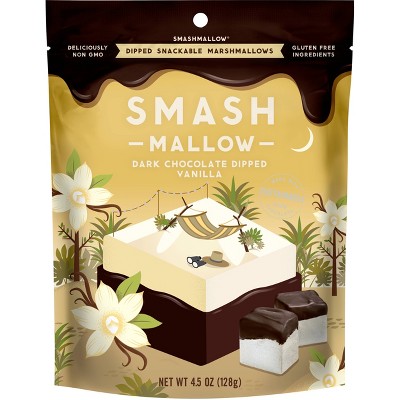 SMASHMALLOW®
DELICIOUSLY
NON GMO
DIPPED SNACKABLE MARSHMALLOWS
GLUTEN FREE
INGREDIENTS
SMASH
—MALLOW—
DARK CHOCOLATE DIPPED
VANILLA
NET WT 4.5 OZ (128g)